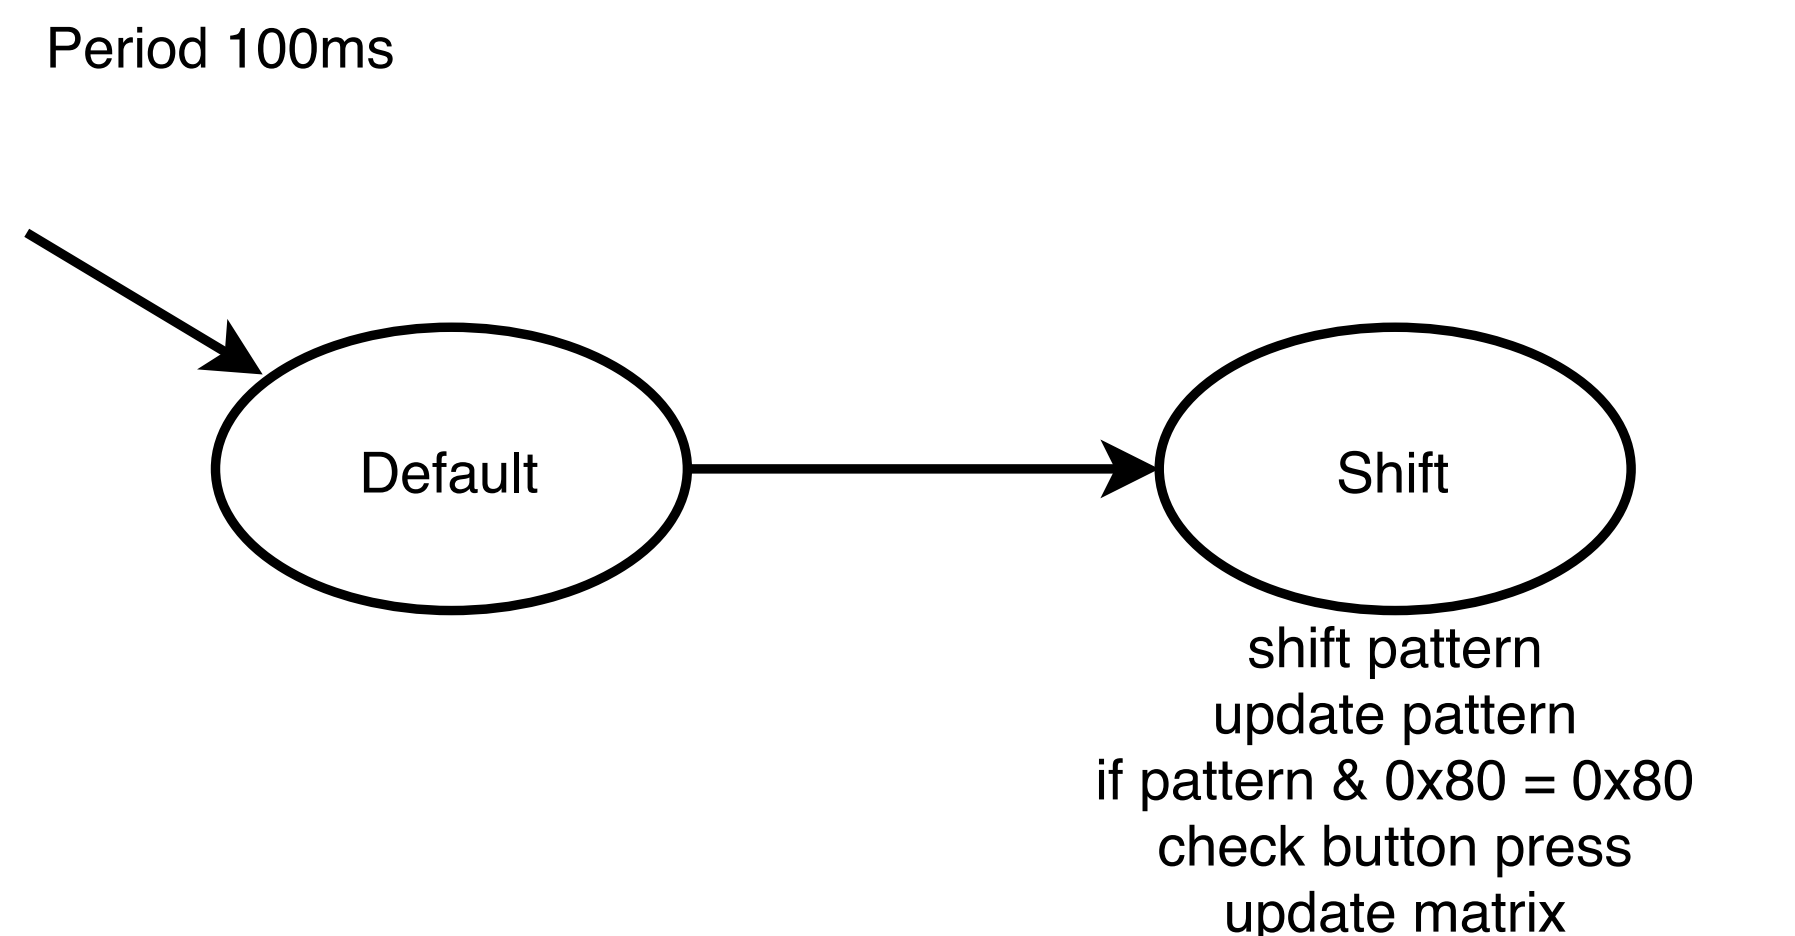 Period 100ms
Default
Shift
shift pattern
update pattern
if pattern & 0x80 = 0x80
check button press
update matrix